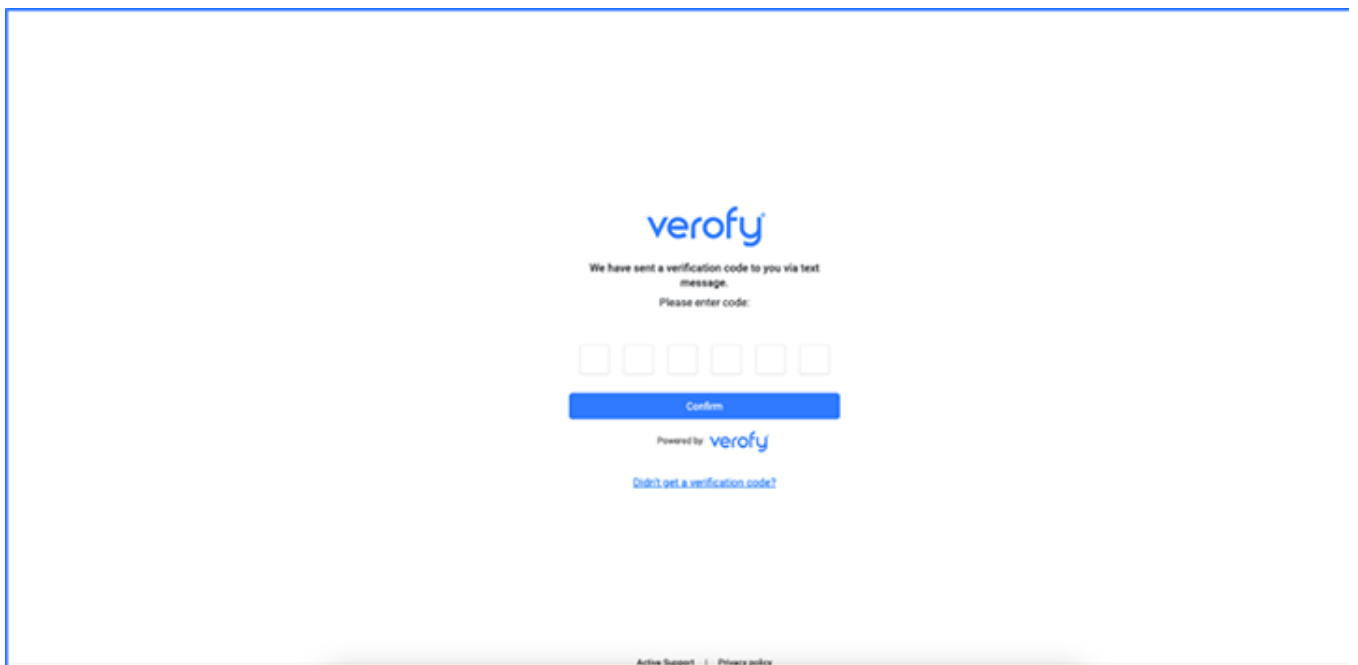 verofy
We have sent a verification code to you via text
message.
Please enter code:
Confirm
Powered by verofy
Didn't get a verification code?
Active Support | Privacy policy